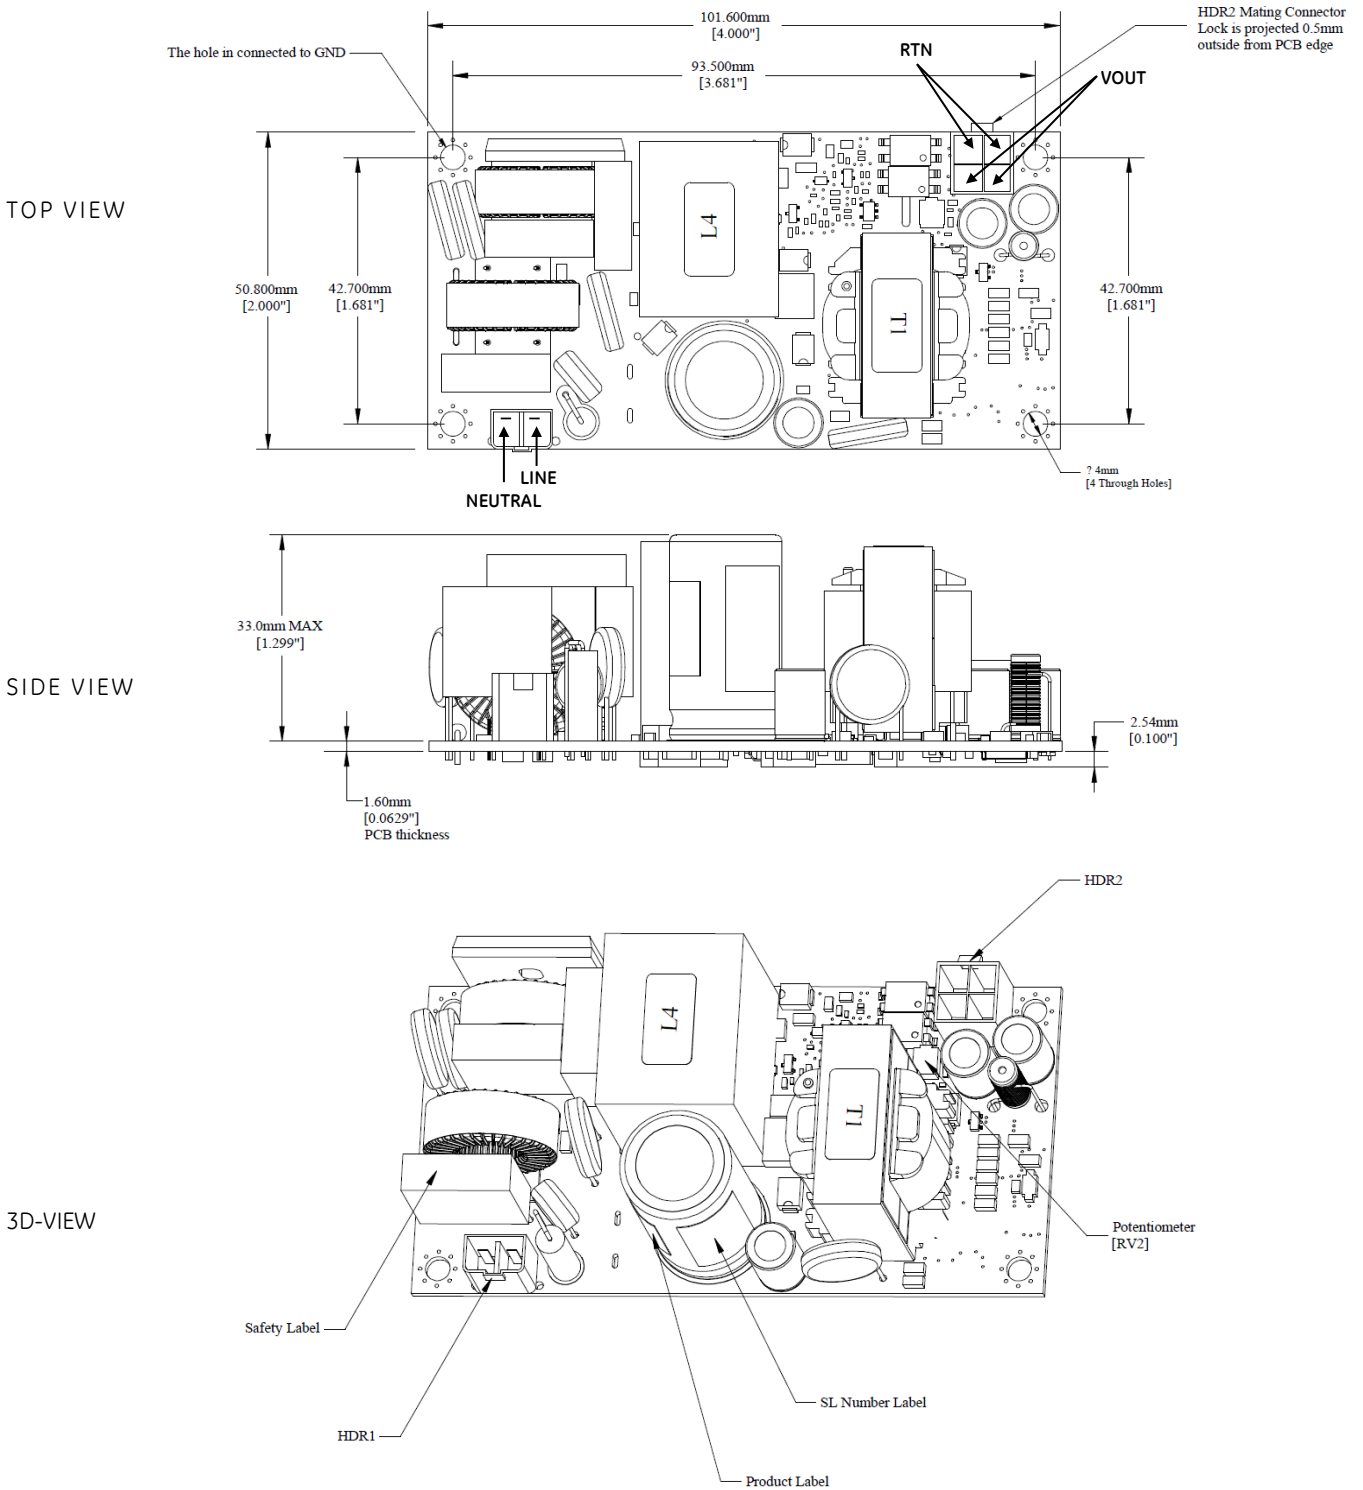 101.600mm
[4.000"]
HDR2 Mating Connector
Lock is projected 0.5mm
outside from PCB edge
The hole in connected to GND
93.500mm
[3.681"]
RTN
VOUT
TOP VIEW
L4
T1
50.800mm
[2.000"]
42.700mm
[1.681"]
42.700mm
[1.681"]
? 4mm
[4 Through Holes]
LINE
NEUTRAL
33.0mm MAX
[1.299"]
SIDE VIEW
2.54mm
[0.100"]
1.60mm
[0.0629"]
PCB thickness
HDR2
L4
T1
3D-VIEW
Potentiometer
[RV2]
Safety Label
SL Number Label
HDR1
Product Label